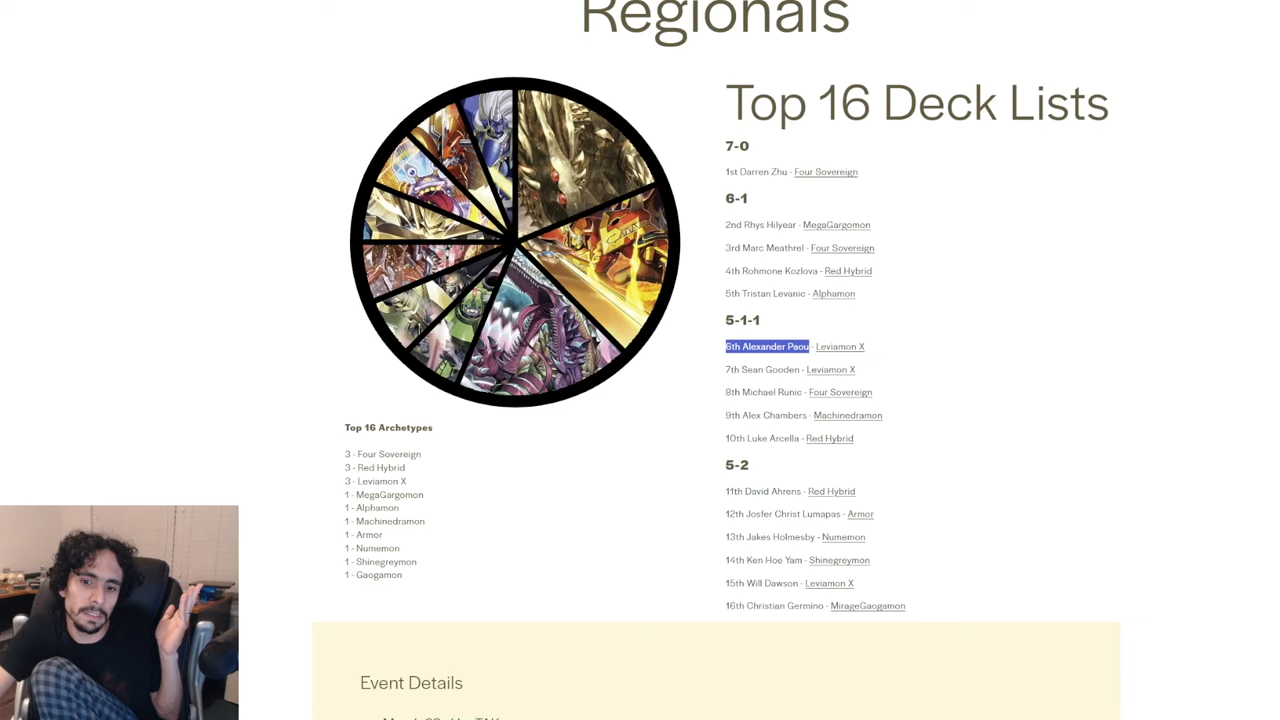 Regionals
Top 16 Deck Lists
7-0
1st Darren Zhu - Four Sovereign
6-1
2nd Rhys Hilyear - MegaGargomon
3rd Marc Meathrel - Four Sovereign
4th Rohmone Kozlova - Red Hybrid
5th Tristan Levanic - Alphamon
5-1-1
6th Alexander Paou - Leviamon X
7th Sean Gooden - Leviamon X
8th Michael Runic - Four Sovereign
9th Alex Chambers - Machinedramon
10th Luke Arcella - Red Hybrid
5-2
11th David Ahrens - Red Hybrid
12th Josfer Christ Lumapas - Armor
13th Jakes Holmesby - Numemon
14th Ken Hoe Yam - Shinegreymon
15th Will Dawson - Leviamon X
16th Christian Germino - MirageGaogamon
Top 16 Archetypes
3 - Four Sovereign
3 - Red Hybrid
3 - Leviamon X
1 - MegaGargomon
1 - Alphamon
1 - Machinedramon
1 - Armor
1 - Numemon
1 - Shinegreymon
1 - Gaogamon
Event Details